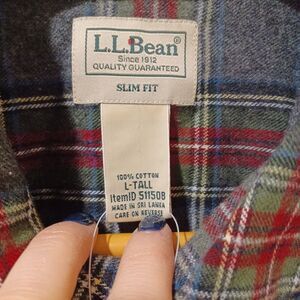 L.L.Bean®
Since 1912
QUALITY GUARANTEED
SLIM FIT
100% COTTON
L-TALL
ItemID 511508
MADE IN SRI LANKA
CARE ON REVERSE